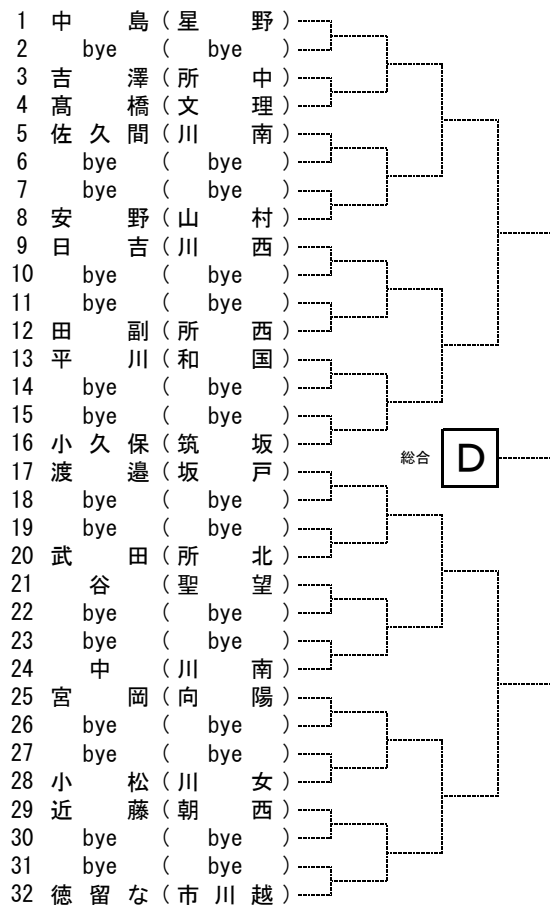 1 中島(星野)
2 bye (bye)
3 吉澤(所中)
4 髙橋(文理)
5 佐久間(川南)
6 bye (bye)
7 bye (bye)
8 安野(山村)
9 日吉(川西)
10 bye (bye)
11 bye (bye)
12 田副(所西)
13 平川(和国)
14 bye (bye)
15 bye (bye)
16 小久保(筑坂)
総合 D
17 渡邉(坂戸)
18 bye (bye)
19 bye (bye)
20 武田(所北)
21 谷(聖望)
22 bye (bye)
23 bye (bye)
24 中(川南)
25 宮岡(向陽)
26 bye (bye)
27 bye (bye)
28 小松(川女)
29 近藤(朝西)
30 bye (bye)
31 bye (bye)
32 徳留な(市川越)